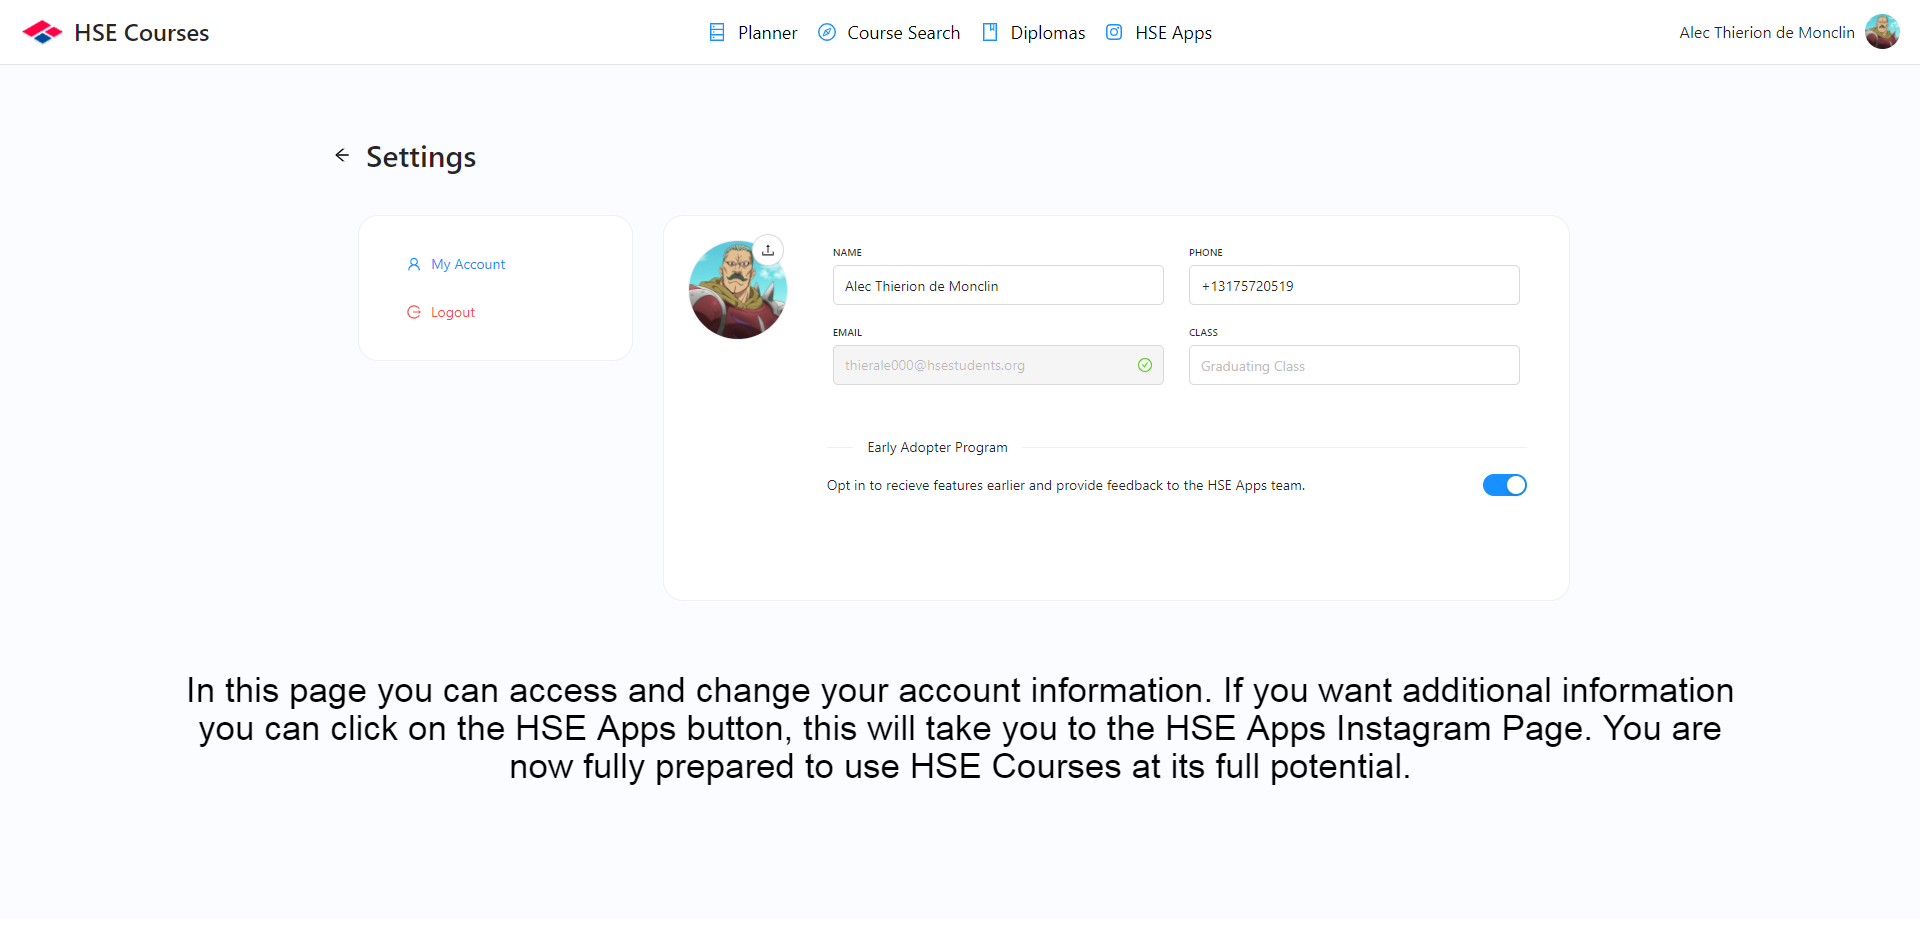 HSE Courses
Planner
Course Search
Diplomas
HSE Apps
Alec Thierion de Monclin
Settings
My Account
Logout
NAME
Alec Thierion de Monclin
PHONE
+13175720519
EMAIL
thierale000@hsestudents.org
CLASS
Graduating Class
Early Adopter Program
Opt in to recieve features earlier and provide feedback to the HSE Apps team.
In this page you can access and change your account information. If you want additional information
you can click on the HSE Apps button, this will take you to the HSE Apps Instagram Page. You are
now fully prepared to use HSE Courses at its full potential.